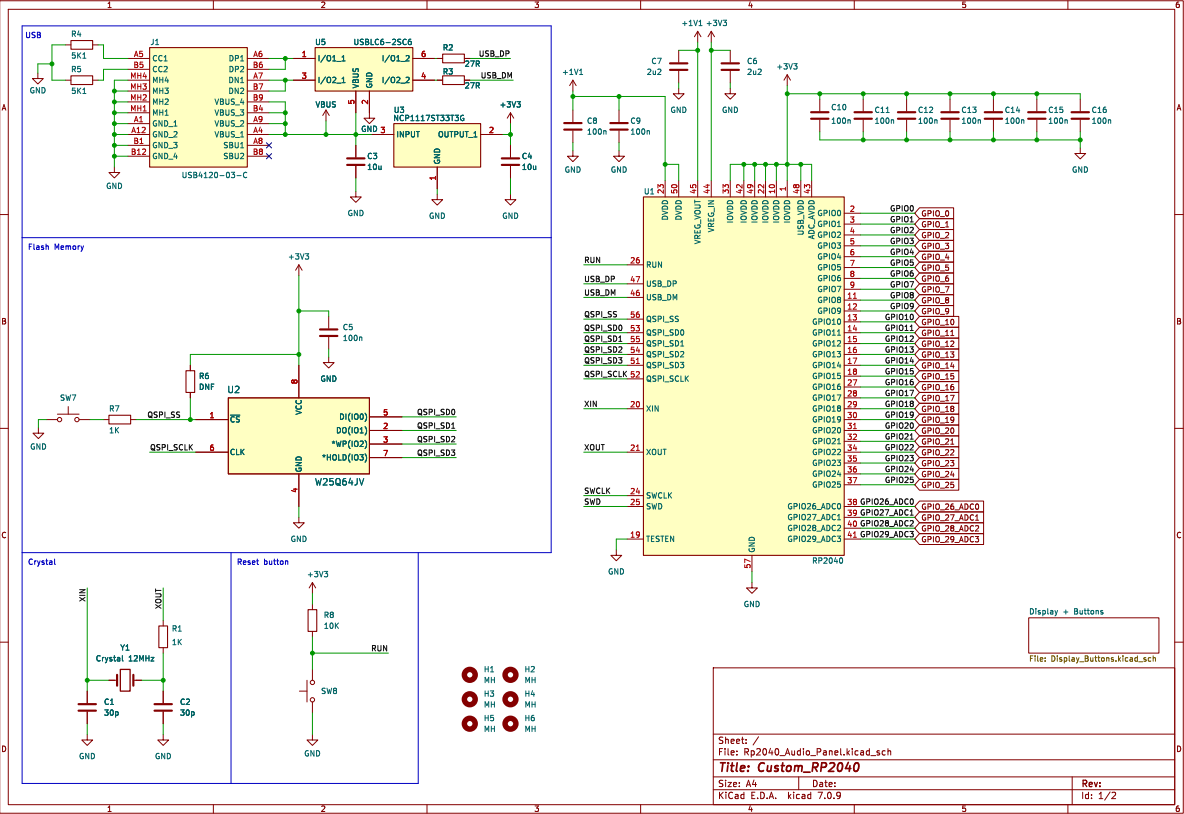 1 2 3 4 5 6
A
B
C
D
USB
R4
5K1
R5
5K1
GND
GND
J1
USB4120-03-C
A5 CC1
B5 CC2
MH4 MH4
MH3 MH3
MH2 MH2
MH1 MH1
A1 GND_1
A12 GND_2
B1 GND_3
B12 GND_4
DP1 A6
DP2 B6
DN1 A7
DN2 B7
VBUS_4 B9
VBUS_3 B4
VBUS_2 A9
VBUS_1 A4
SBU1 A8
SBU2 B8
U5 USBLC6-2SC6
1 I/O1_1 I/O1_2 6
3 I/O2_1 I/O2_2 4
VBUS GND
5 2
GND
R2
27R
USB_DP
R3
27R
USB_DM
VBUS
U3
NCP1117ST33T3G
3 INPUT OUTPUT_1 2
GND
1
GND
+3V3
C3
10u
GND
C4
10u
GND
Flash Memory
+3V3
C5
100n
GND
R6
DNF
U2
W25Q64JV
8
VCC
SW7
GND
R7
1K
QSPI_SS 1 CS
QSPI_SCLK 6 CLK
DI(IO0) 5 QSPI_SD0
DO(IO1) 2 QSPI_SD1
*WP(IO2) 3 QSPI_SD2
*HOLD(IO3) 7 QSPI_SD3
GND
4
GND
Crystal
XIN
XOUT
R1
1K
Y1
Crystal 12MHz
C1
30p
C2
30p
GND
GND
Reset button
+3V3
R8
10K
RUN
SW8
GND
H1
MH
H2
MH
H3
MH
H4
MH
H5
MH
H6
MH
+1V1 +3V3
C7
2u2
GND
C6
2u2
GND
+1V1
C8
100n
GND
C9
100n
GND
+3V3
C10
100n
C11
100n
C12
100n
C13
100n
C14
100n
C15
100n
C16
100n
GND
U1
RP2040
23 DVDD
50 DVDD
45 VREG_VOUT
44 VREG_IN
33 IOVDD
42 IOVDD
49 IOVDD
22 IOVDD
10 IOVDD
1 IOVDD
48 USB_VDD
43 ADC_AVDD
RUN 26 RUN
USB_DP 47 USB_DP
USB_DM 46 USB_DM
QSPI_SS 56 QSPI_SS
QSPI_SD0 53 QSPI_SD0
QSPI_SD1 55 QSPI_SD1
QSPI_SD2 54 QSPI_SD2
QSPI_SD3 51 QSPI_SD3
QSPI_SCLK 52 QSPI_SCLK
XIN 20 XIN
XOUT 21 XOUT
SWCLK 24 SWCLK
SWD 25 SWD
19 TESTEN
GND
GPIO0 2 GPIO0 GPIO_0
GPIO1 3 GPIO1 GPIO_1
GPIO2 4 GPIO2 GPIO_2
GPIO3 5 GPIO3 GPIO_3
GPIO4 6 GPIO4 GPIO_4
GPIO5 7 GPIO5 GPIO_5
GPIO6 8 GPIO6 GPIO_6
GPIO7 9 GPIO7 GPIO_7
GPIO8 11 GPIO8 GPIO_8
GPIO9 12 GPIO9 GPIO_9
GPIO10 13 GPIO10 GPIO_10
GPIO11 14 GPIO11 GPIO_11
GPIO12 15 GPIO12 GPIO_12
GPIO13 16 GPIO13 GPIO_13
GPIO14 17 GPIO14 GPIO_14
GPIO15 18 GPIO15 GPIO_15
GPIO16 27 GPIO16 GPIO_16
GPIO17 28 GPIO17 GPIO_17
GPIO18 29 GPIO18 GPIO_18
GPIO19 30 GPIO19 GPIO_19
GPIO20 31 GPIO20 GPIO_20
GPIO21 32 GPIO21 GPIO_21
GPIO22 34 GPIO22 GPIO_22
GPIO23 35 GPIO23 GPIO_23
GPIO24 36 GPIO24 GPIO_24
GPIO25 37 GPIO25 GPIO_25
GPIO26_ADC0 38 GPIO26_ADC0 GPIO_26_ADC0
GPIO27_ADC1 39 GPIO27_ADC1 GPIO_27_ADC1
GPIO28_ADC2 40 GPIO28_ADC2 GPIO_28_ADC2
GPIO29_ADC3 41 GPIO29_ADC3 GPIO_29_ADC3
GND
57
GND
Display + Buttons
File: Display_Buttons.kicad_sch
Sheet: /
File: Rp2040_Audio_Panel.kicad_sch
Title: Custom_RP2040
Size: A4 Date: Rev:
KiCad E.D.A. kicad 7.0.9 Id: 1/2
A
B
C
D
1 2 3 4 5 6